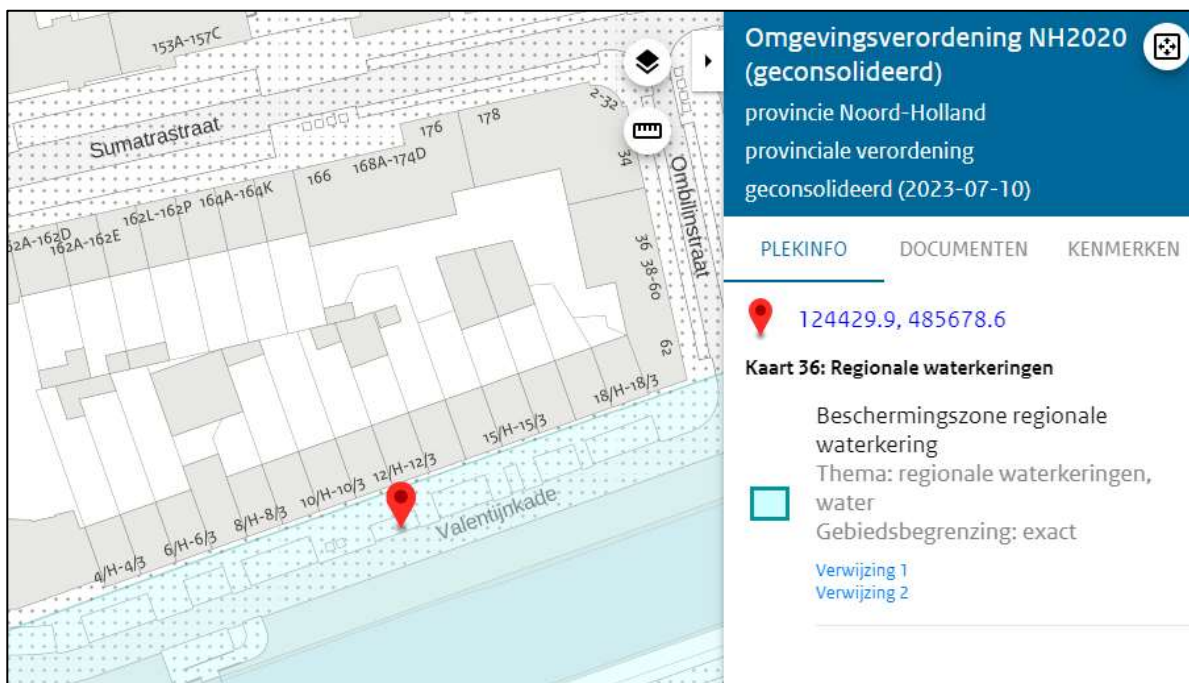 153A-157C
Sumatrastraat
176
178
2-32
168A-174D
34
166
164A-164K
162L-162P
162A-162E
62A-162D
Ombilinstraat
36
38-60
62
18/H-18/3
15/H-15/3
12/H-12/3
10/H-10/3
8/H-8/3
6/H-6/3
4/H-4/3
Valentijnkade
Omgevingsverordening NH2020
(geconsolideerd)
provincie Noord-Holland
provinciale verordening
geconsolideerd (2023-07-10)
PLEKINFO DOCUMENTEN KENMERKEN
124429.9, 485678.6
Kaart 36: Regionale waterkeringen
Beschermingszone regionale
waterkering
Thema: regionale waterkeringen,
water
Gebiedsbegrenzing: exact
Verwijzing 1
Verwijzing 2